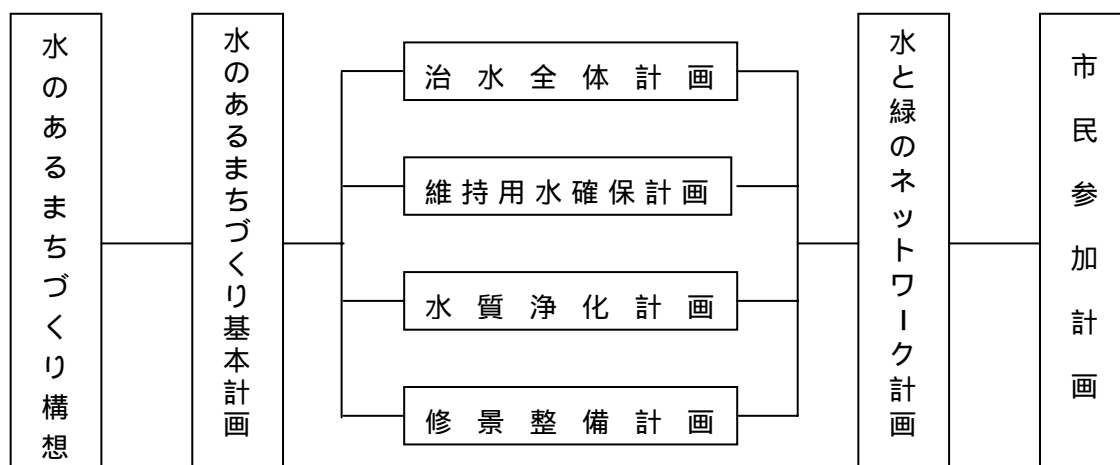 水のあるまちづくり構想
水のあるまちづくり基本計画
治水全体計画
維持用水確保計画
水質浄化計画
修景整備計画
水と緑のネットワーク計画
市民参加計画